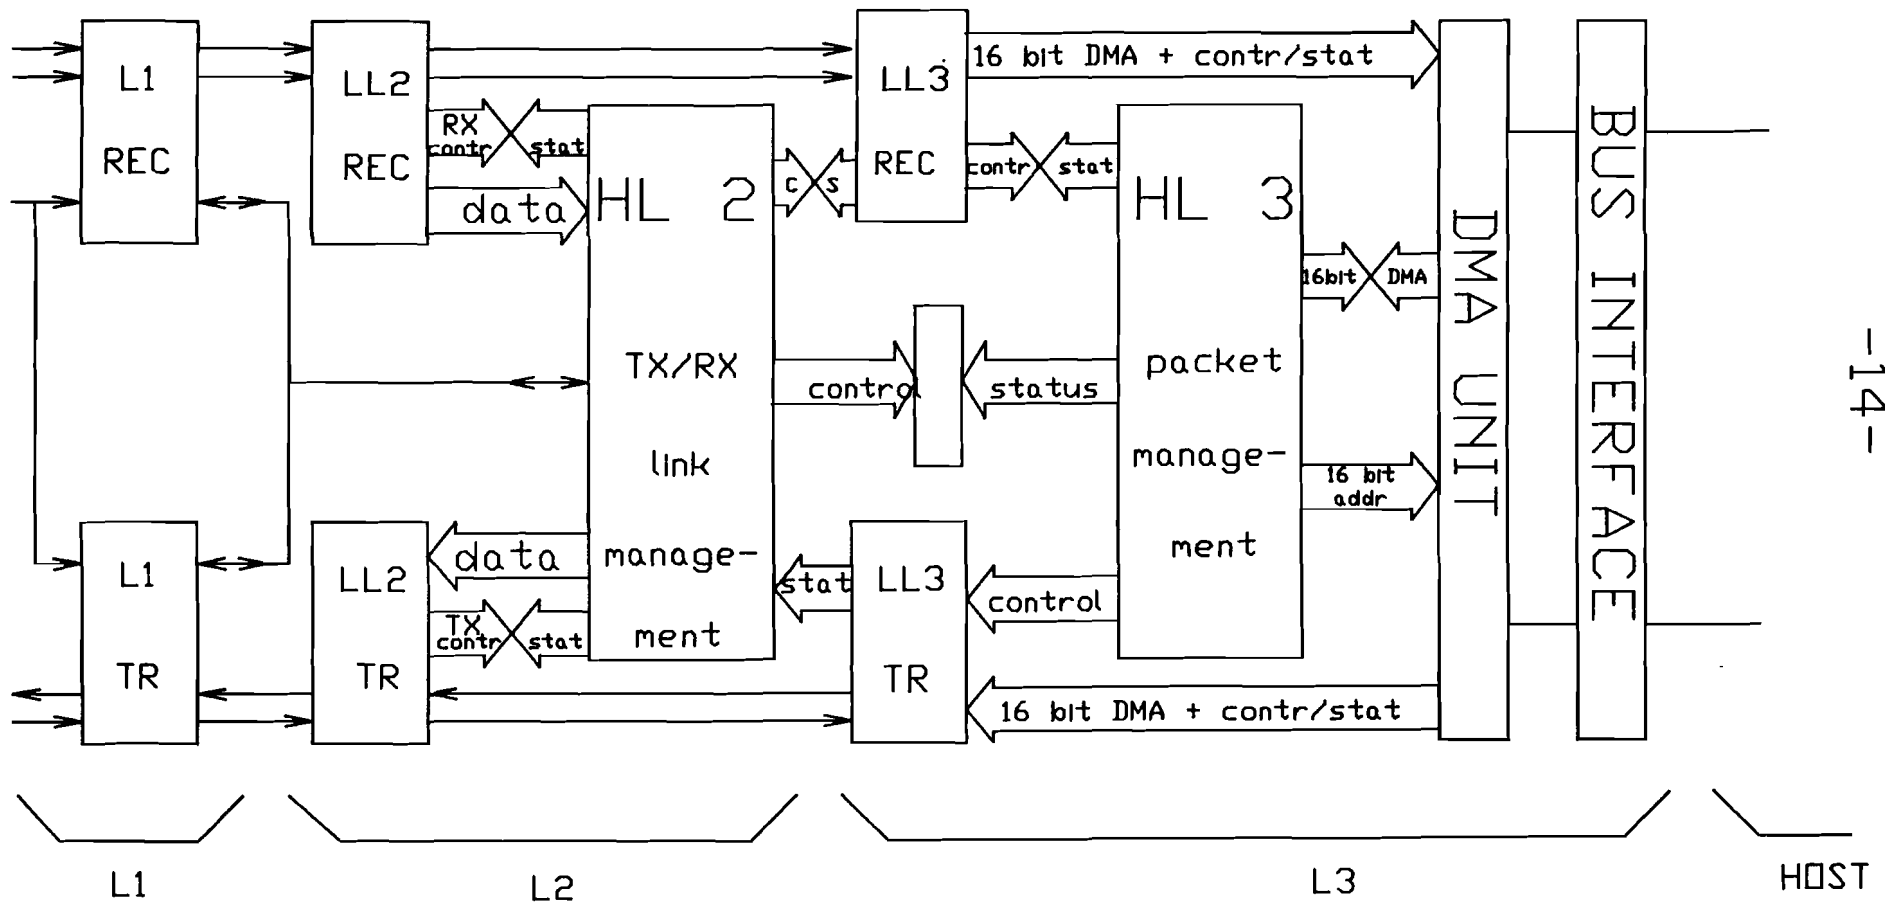 L1
REC
LL2
REC
RX
contr
stat
data
HL 2
TX/RX
link
manage-
ment
C S
LL3
REC
16 bit DMA + contr/stat
contr
stat
HL 3
packet
manage-
ment
16bit
DMA
16 bit
addr
control
status
DMA UNIT
BUS INTERFACE
-14-
L1
TR
LL2
TR
data
TX
contr
stat
stat
LL3
TR
control
16 bit DMA + contr/stat
L1
L2
L3
HOST